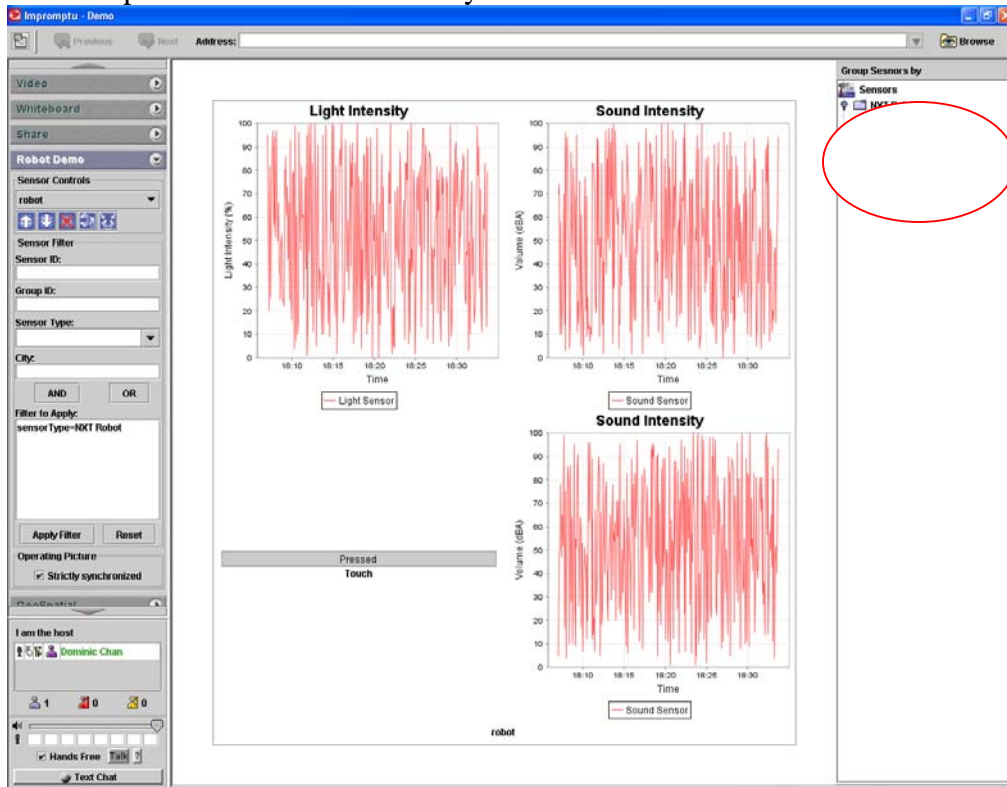 Impromptu - Demo
Previous Next Address: Browse
Video
Whiteboard
Share
Robot Demo
Sensor Controls
robot
Sensor Filter
Sensor ID:
Group ID:
Sensor Type:
City:
AND OR
Filter to Apply:
sensorType=NXT Robot
Apply Filter Reset
Operating Picture
Strictly synchronized
GeoSpatial
I am the host
Dominic Chan
1 0 0
Hands Free Talk ?
Text Chat
Light Intensity
100
90
80
70
60
50
40
30
20
10
0
Light Intensity (%)
18:10 18:15 18:20 18:25 18:30
Time
Light Sensor
Sound Intensity
100
90
80
70
60
50
40
30
20
10
0
Volume (dBA)
18:10 18:15 18:20 18:25 18:30
Time
Sound Sensor
Pressed
Touch
Sound Intensity
100
90
80
70
60
50
40
30
20
10
0
Volume (dBA)
18:10 18:15 18:20 18:25 18:30
Time
Sound Sensor
robot
Group Sesnors by
Sensors
NXT